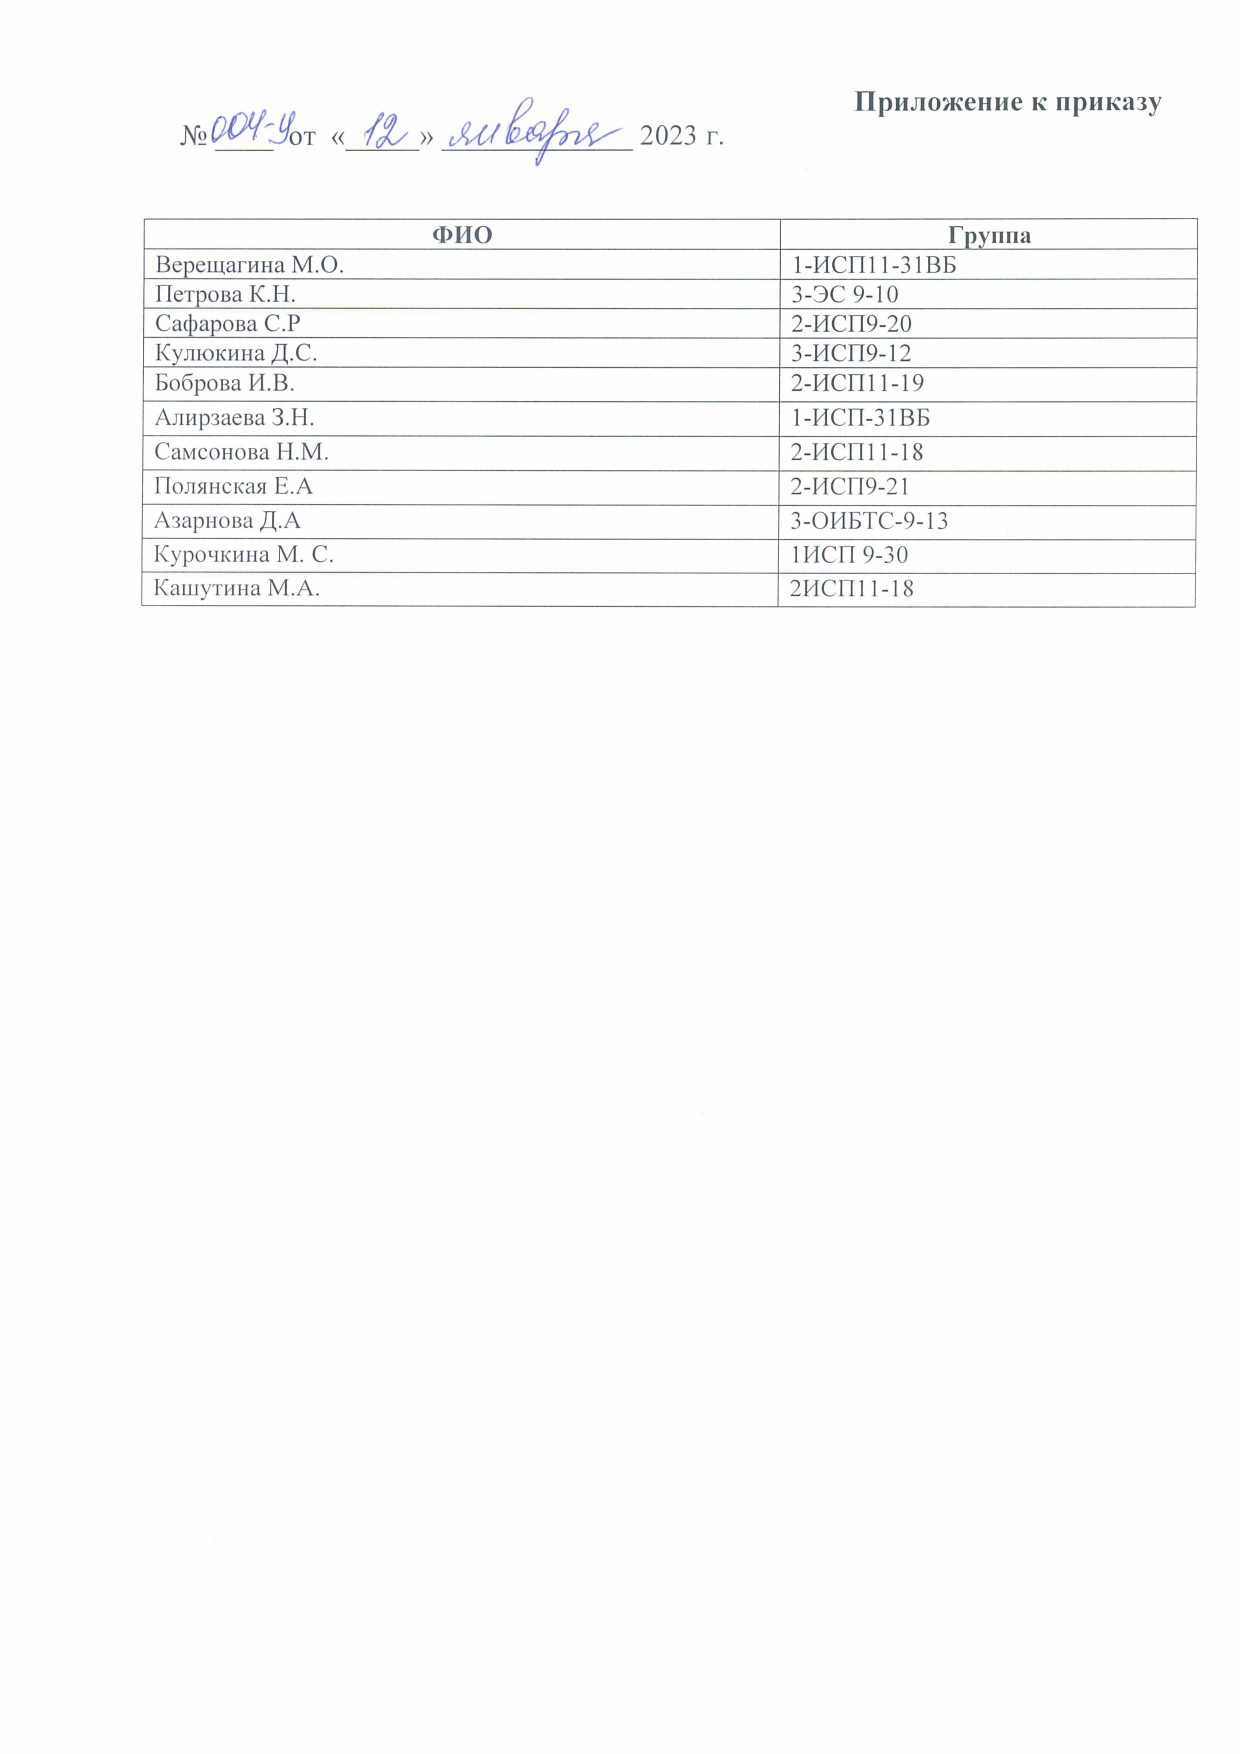 Приложение к приказу
№ 004-У от « 12 » января 2023 г.
ФИО Группа
Верещагина М.О. 1-ИСП11-31ВБ
Петрова К.Н. 3-ЭС 9-10
Сафарова С.Р 2-ИСП9-20
Кулюкина Д.С. 3-ИСП9-12
Боброва И.В. 2-ИСП11-19
Алирзаева З.Н. 1-ИСП-31ВБ
Самсонова Н.М. 2-ИСП11-18
Полянская Е.А 2-ИСП9-21
Азарнова Д.А 3-ОИБТС-9-13
Курочкина М. С. 1ИСП 9-30
Кашутина М.А. 2ИСП11-18